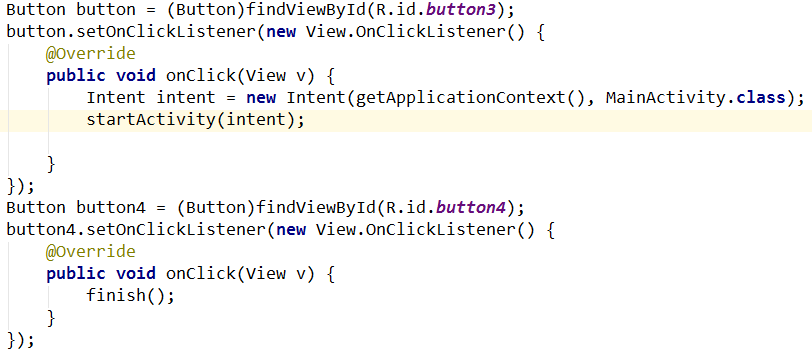 Button button = (Button)findViewById(R.id.button3);
button.setOnClickListener(new View.OnClickListener() {
    @Override
    public void onClick(View v) {
        Intent intent = new Intent(getApplicationContext(), MainActivity.class);
        startActivity(intent);

    }
});
Button button4 = (Button)findViewById(R.id.button4);
button4.setOnClickListener(new View.OnClickListener() {
    @Override
    public void onClick(View v) {
        finish();
    }
});